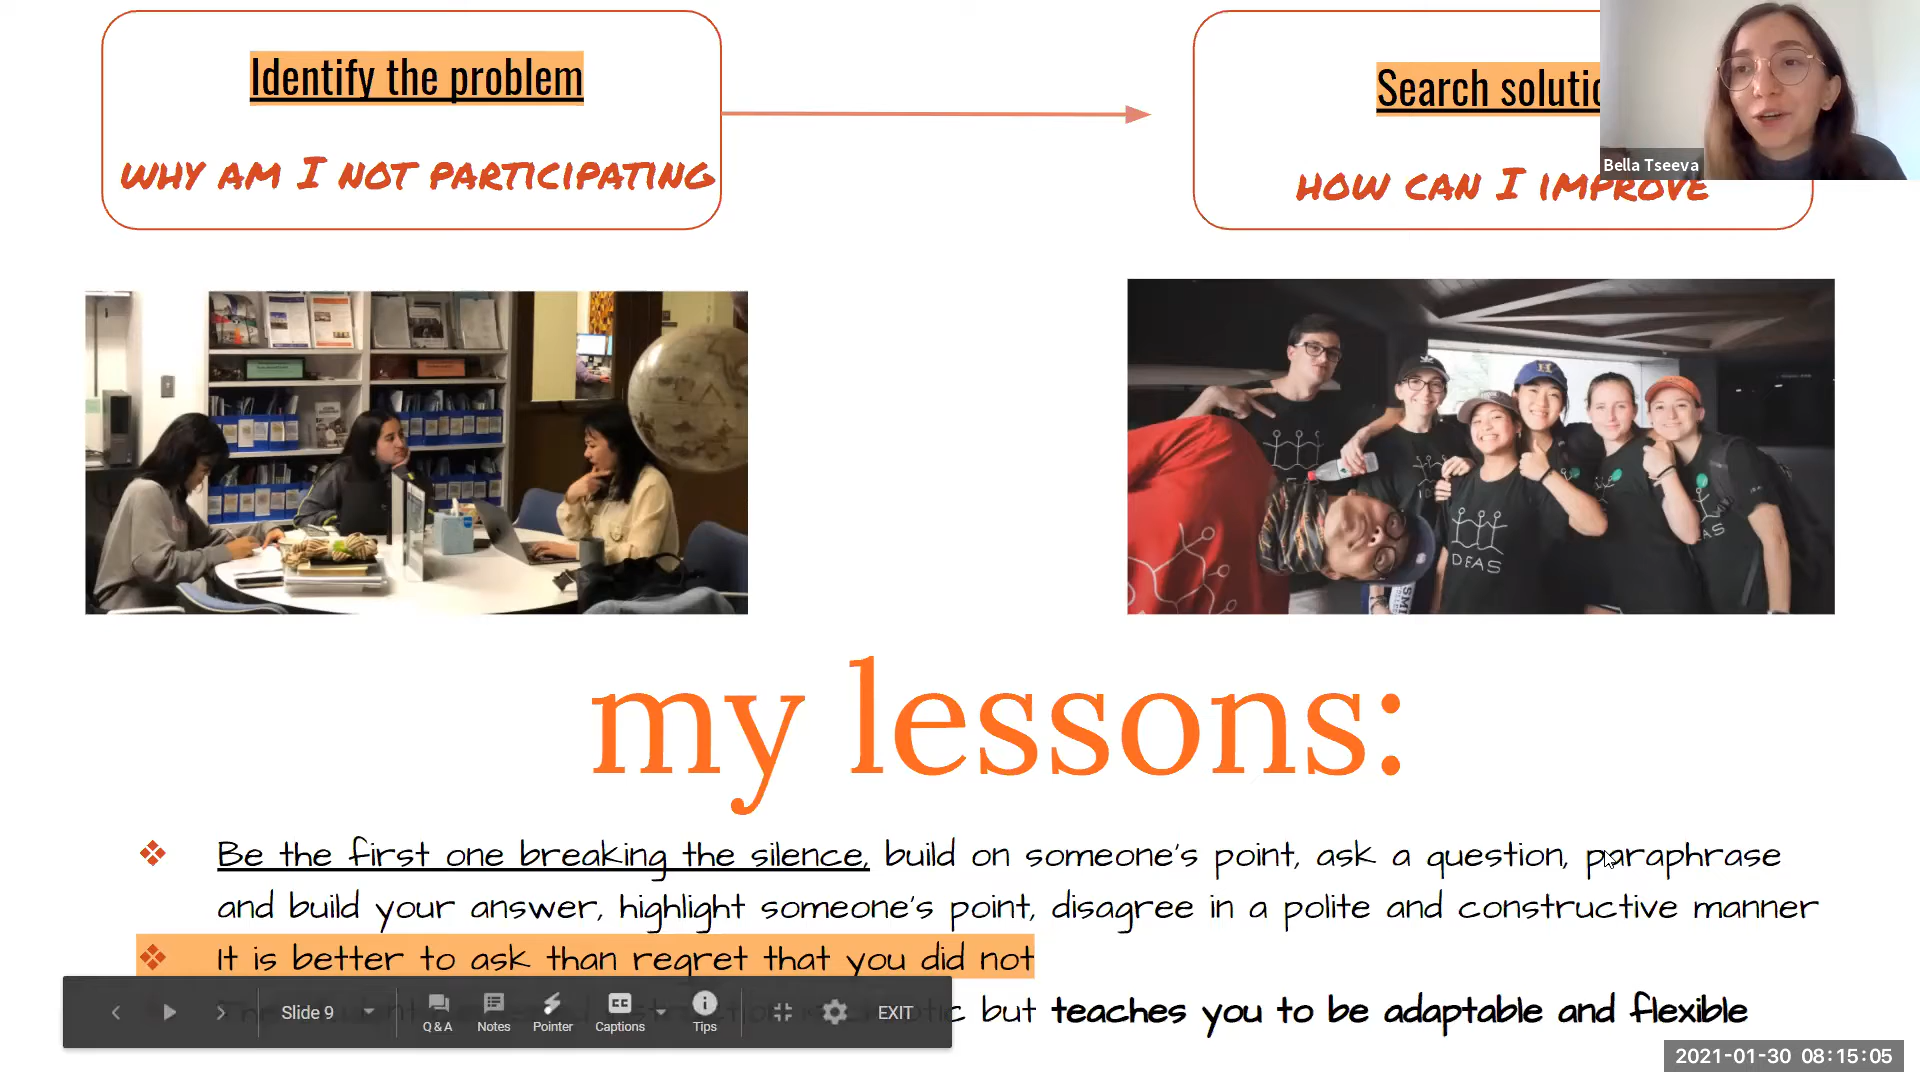 Identify the problem
WHY AM I NOT PARTICIPATING
Search
HOW CAN I IMPROVE
Bella Tseeva
IDEAS
my lessons:
Be the first one breaking the silence, build on someone's point, ask a question, paraphrase
and build your answer, highlight someone's point, disagree in a polite and constructive manner
It is better to ask than regret that you did not
but teaches you to be adaptable and flexible
Slide 9
Q&A
Notes
Pointer
CC
Captions
Tips
EXIT
2021-01-30 08:15:05